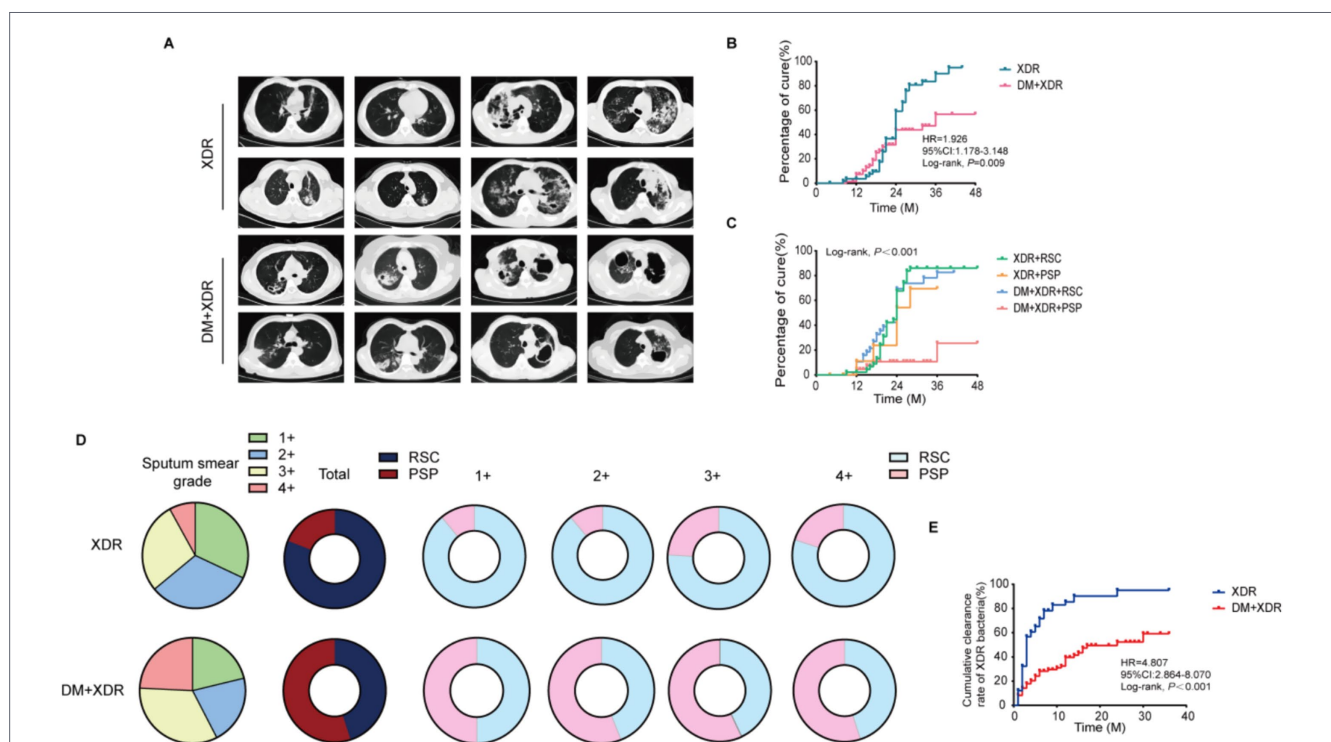 A
XDR
DM+XDR
B
Percentage of cure(%)
100
80
60
40
20
0
0 12 24 36 48
Time (M)
XDR
DM+XDR
HR=1.926
95%CI:1.178-3.148
Log-rank, P=0.009
C
Percentage of cure(%)
100
80
60
40
20
0
0 12 24 36 48
Time (M)
Log-rank, P<0.001
XDR+RSC
XDR+PSP
DM+XDR+RSC
DM+XDR+PSP
D
Sputum smear
grade
1+
2+
3+
4+
Total
RSC
PSP
1+ 2+ 3+ 4+
RSC
PSP
XDR
DM+XDR
E
Cumulative clearance
rate of XDR bacteria(%)
100
80
60
40
20
0
0 10 20 30 40
Time (M)
XDR
DM+XDR
HR=4.807
95%CI:2.864-8.070
Log-rank, P<0.001